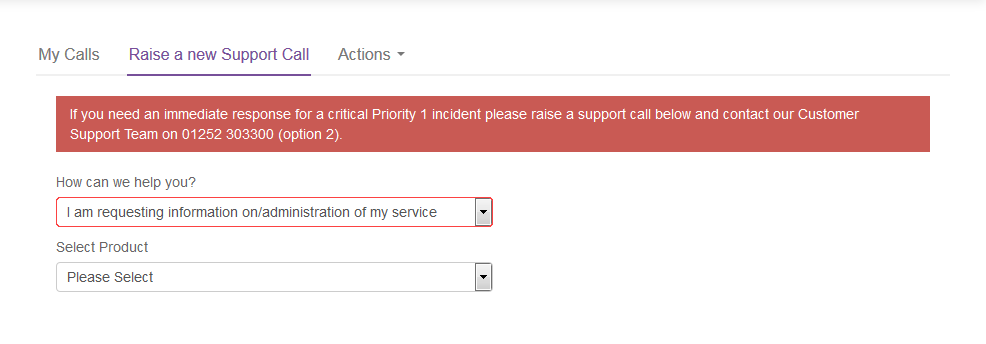 My Calls Raise a new Support Call Actions
If you need an immediate response for a critical Priority 1 incident please raise a support call below and contact our Customer
Support Team on 01252 303300 (option 2).
How can we help you?
I am requesting information on/administration of my service
Select Product
Please Select